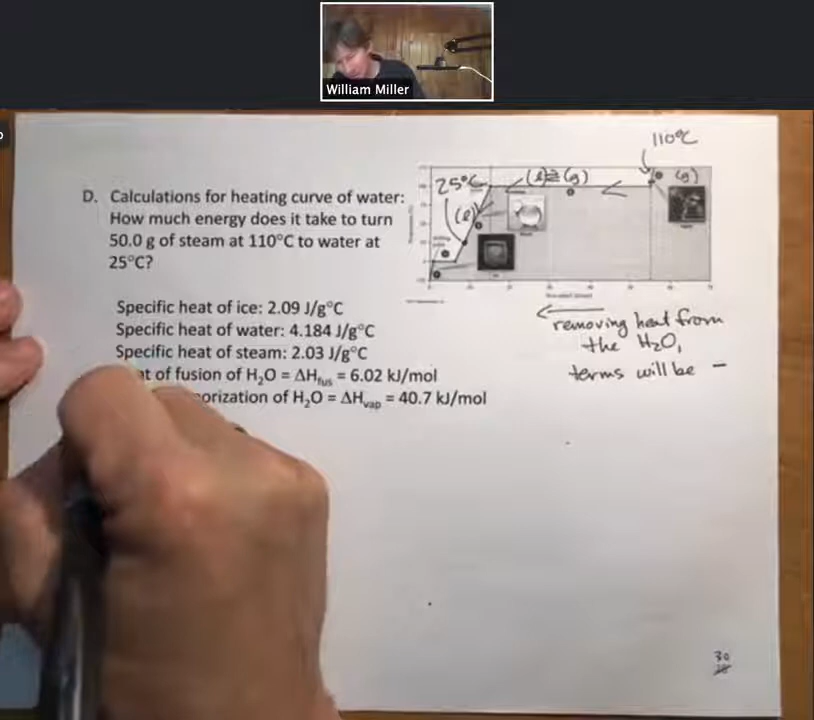 William Miller
110°C
D. Calculations for heating curve of water:
How much energy does it take to turn
50.0 g of steam at 110°C to water at
25°C?
25°C
(l)⇌(g)
(g)
(l)
Specific heat of ice: 2.09 J/g°C
Specific heat of water: 4.184 J/g°C
Specific heat of steam: 2.03 J/g°C
at of fusion of H₂O = ΔHfus = 6.02 kJ/mol
orization of H₂O = ΔHvap = 40.7 kJ/mol
removing heat from
the H₂O,
terms will be −
30